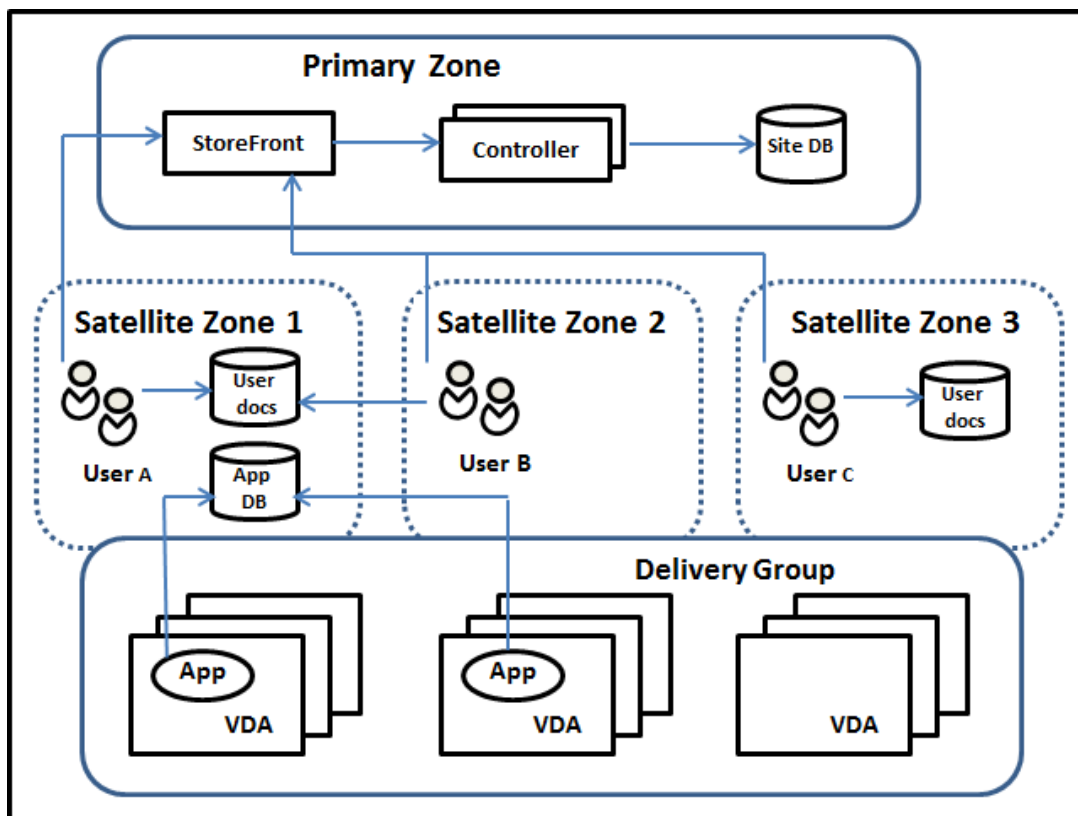 Primary Zone
StoreFront
Controller
Site DB
Satellite Zone 1
Satellite Zone 2
Satellite Zone 3
User
docs
User
docs
User A
User B
User C
App
DB
Delivery Group
App
VDA
App
VDA
VDA